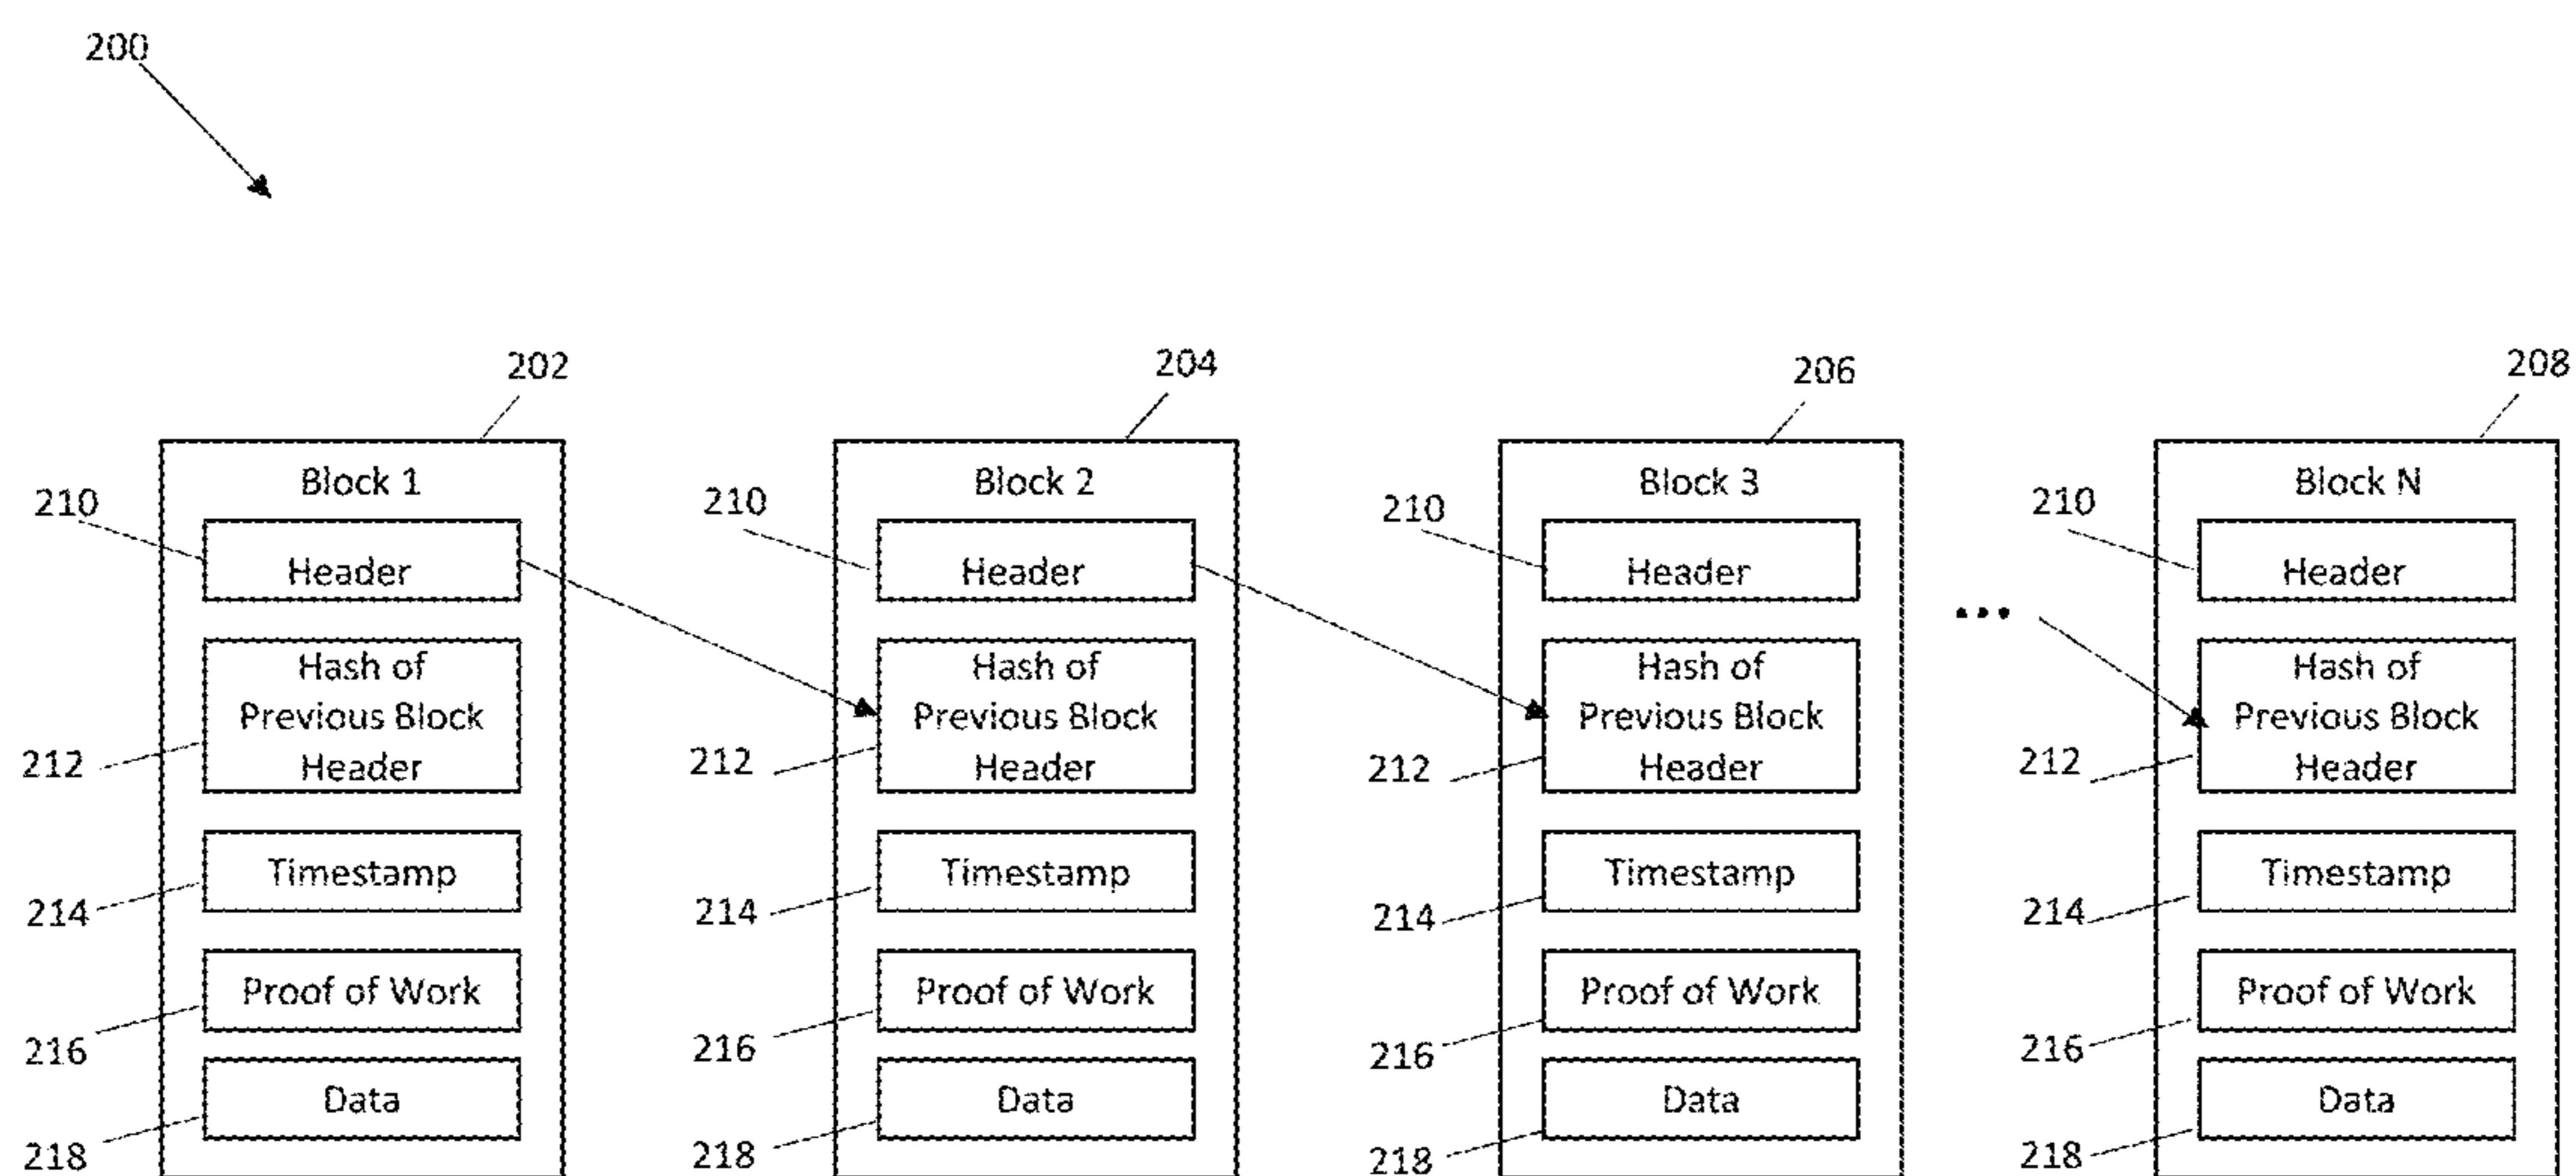 200
202
204
206
208
Block 1
Block 2
Block 3
Block N
210
210
210
210
Header
Header
Header
Header
...
Hash of
Previous Block
Header
Hash of
Previous Block
Header
Hash of
Previous Block
Header
Hash of
Previous Block
Header
212
212
212
212
Timestamp
Timestamp
Timestamp
Timestamp
214
214
214
214
Proof of Work
Proof of Work
Proof of Work
Proof of Work
216
216
216
216
Data
Data
Data
Data
218
218
218
218